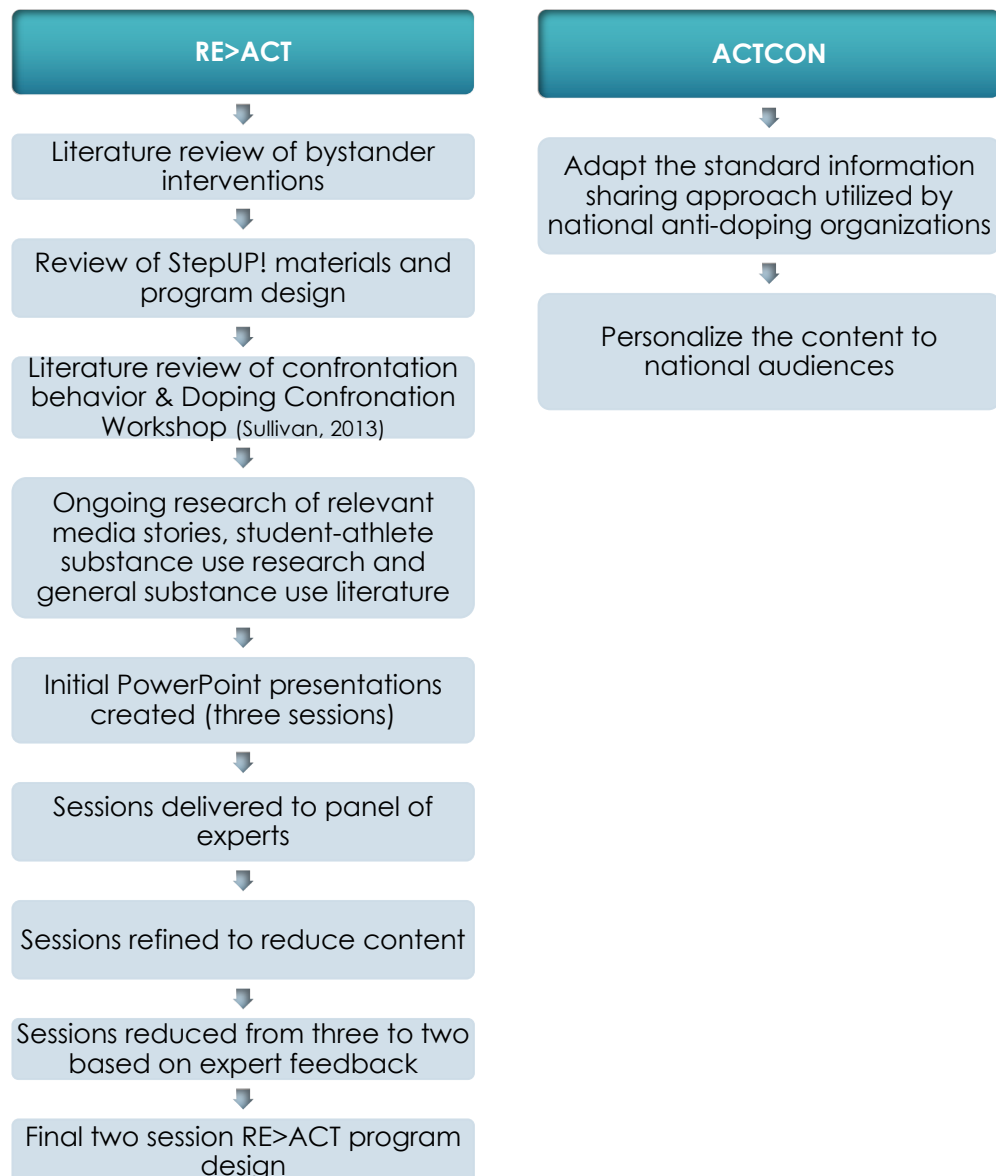 RE>ACT
Literature review of bystander
interventions
Review of StepUP! materials and
program design
Literature review of confrontation
behavior & Doping Confronation
Workshop (Sullivan, 2013)
Ongoing research of relevant
media stories, student-athlete
substance use research and
general substance use literature
Initial PowerPoint presentations
created (three sessions)
Sessions delivered to panel of
experts
Sessions refined to reduce content
Sessions reduced from three to two
based on expert feedback
Final two session RE>ACT program
design
ACTCON
Adapt the standard information
sharing approach utilized by
national anti-doping organizations
Personalize the content to
national audiences